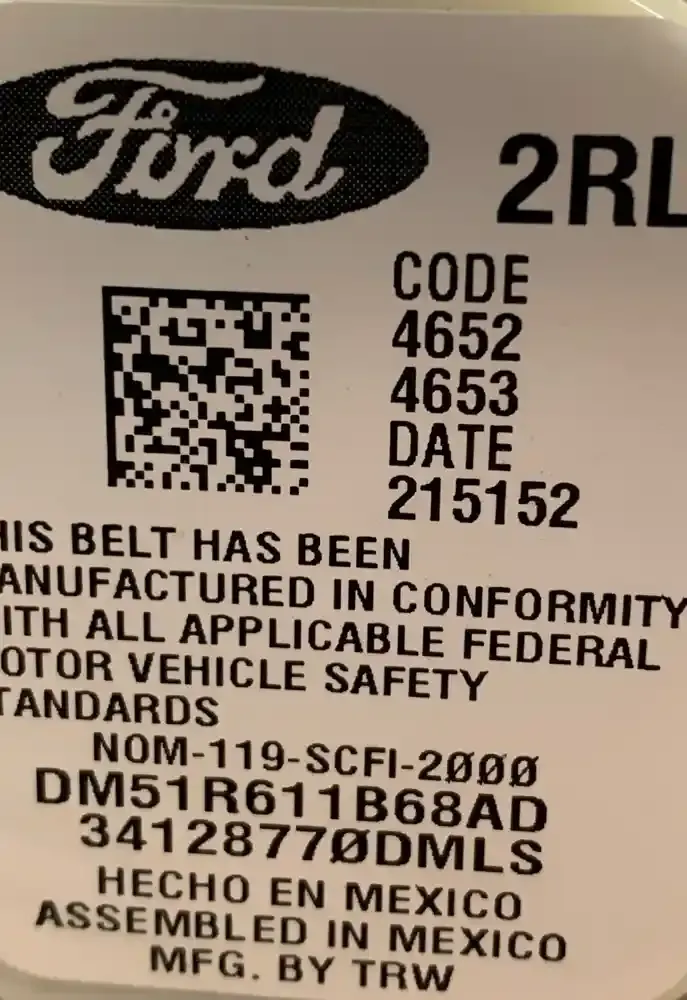 Ford
2RL
CODE
4652
4653
DATE
215152
HIS BELT HAS BEEN
ANUFACTURED IN CONFORMITY
ITH ALL APPLICABLE FEDERAL
OTOR VEHICLE SAFETY
TANDARDS
NOM-119-SCFI-2ØØØ
DM51R611B68AD
34128770DMLS
HECHO EN MEXICO
ASSEMBLED IN MEXICO
MFG. BY TRW